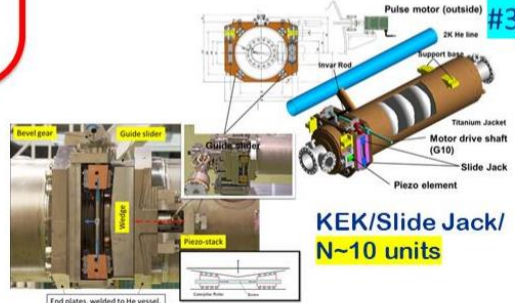 Pulse motor (outside)
#3
2K He line
Support base
Invar Rod
Titanium Jacket
Motor drive shaft
(G10)
Slide Jack
Piezo element
Bevel gear
Guide slider
Guide slider
Wedge
Piezo-stack
KEK/Slide Jack/
N~10 units
End plates, welded to He vessel